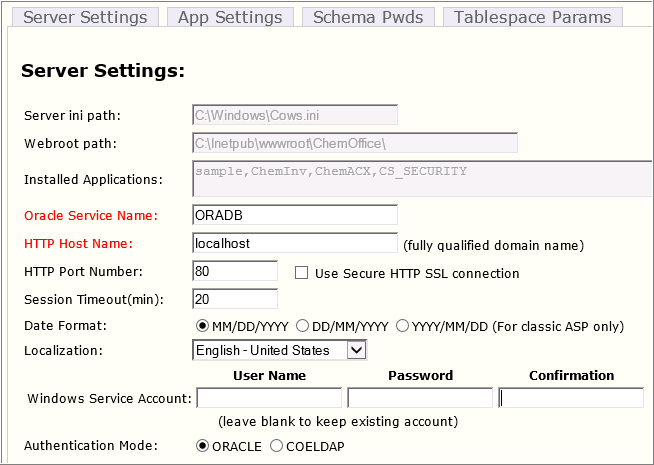 Server Settings App Settings Schema Pwds Tablespace Params
Server Settings:
Server ini path: C:\Windows\Cows.ini
Webroot path: C:\Inetpub\wwwroot\ChemOffice\
Installed Applications: sample,ChemInv,ChemACX,CS_SECURITY
Oracle Service Name: ORADB
HTTP Host Name: localhost (fully qualified domain name)
HTTP Port Number: 80 Use Secure HTTP SSL connection
Session Timeout(min): 20
Date Format: MM/DD/YYYY DD/MM/YYYY YYYY/MM/DD (For classic ASP only)
Localization: English - United States
User Name Password Confirmation
Windows Service Account:
(leave blank to keep existing account)
Authentication Mode: ORACLE COELDAP